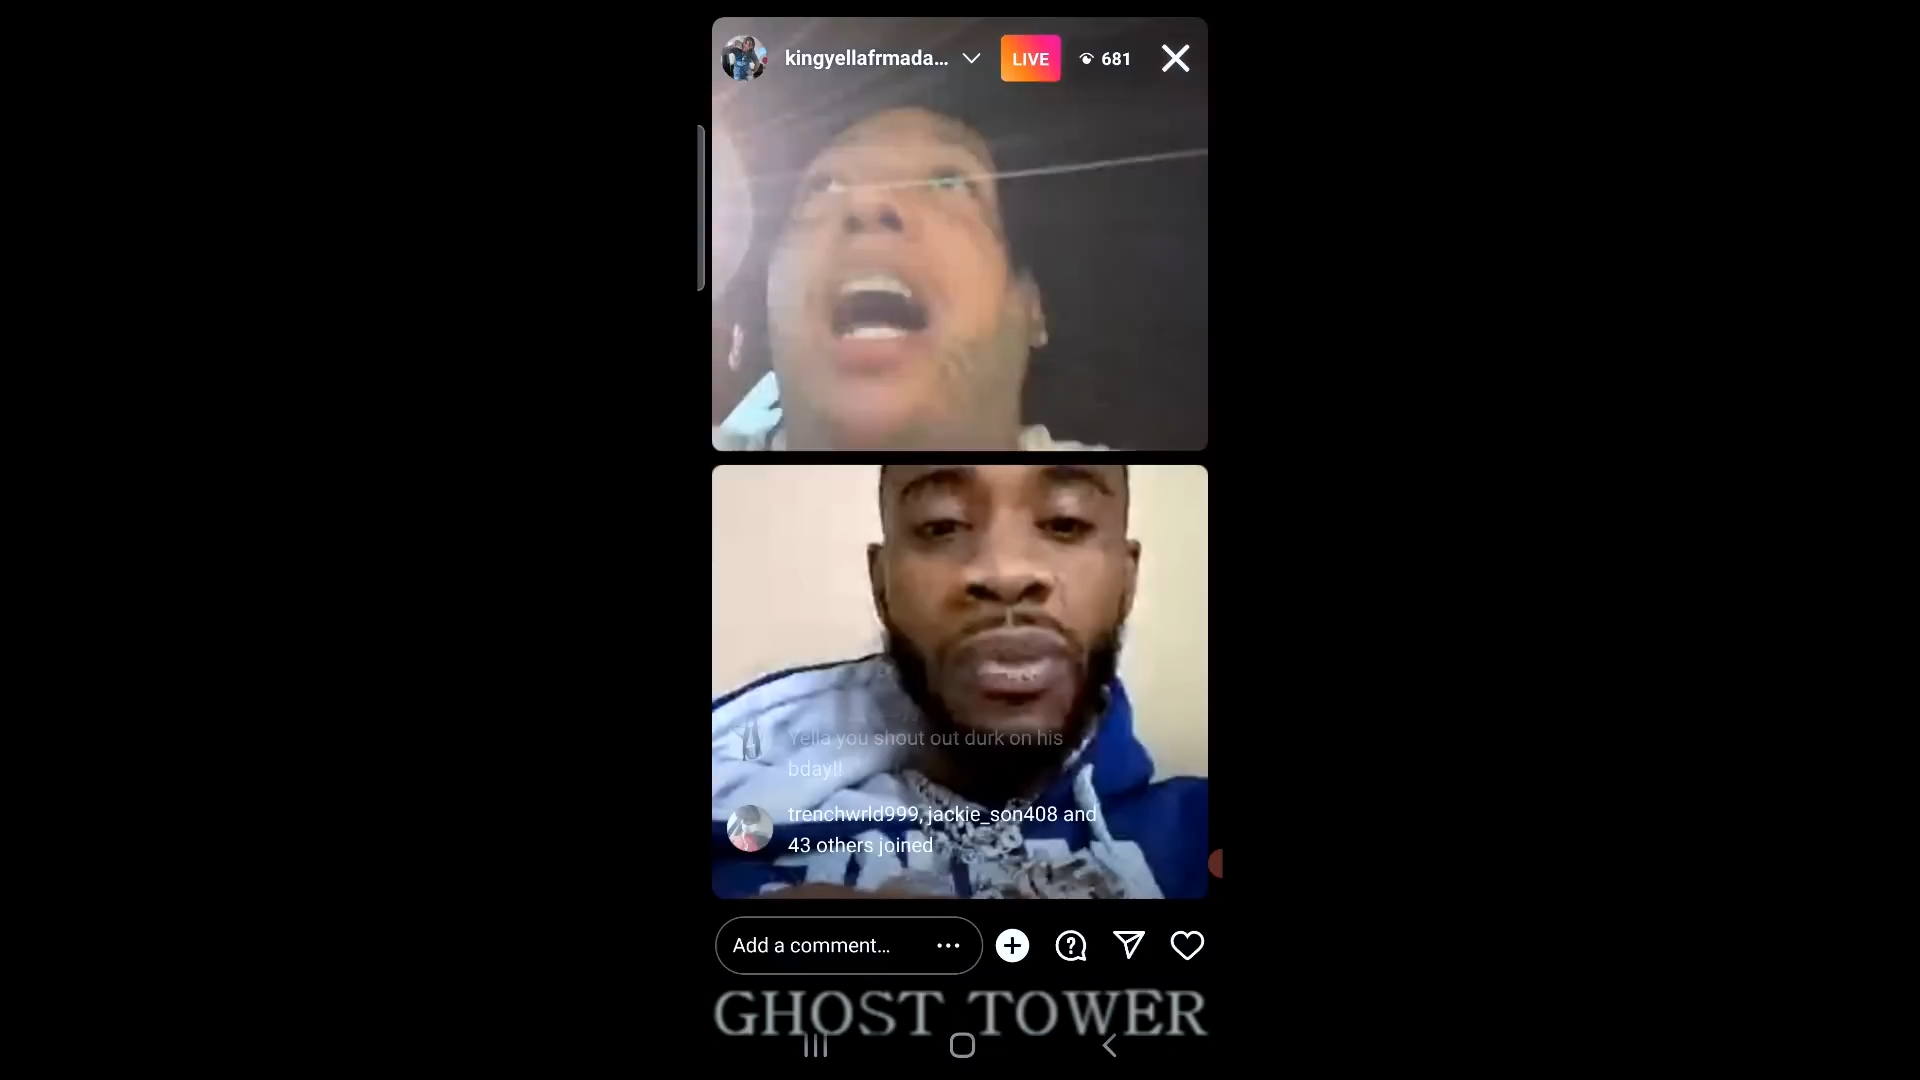 kingyellafrmada...
LIVE
681
Yella you shout out durk on his
bday!!
trenchwrld999, jackie_son408 and
43 others joined
Add a comment...
GHOST TOWER